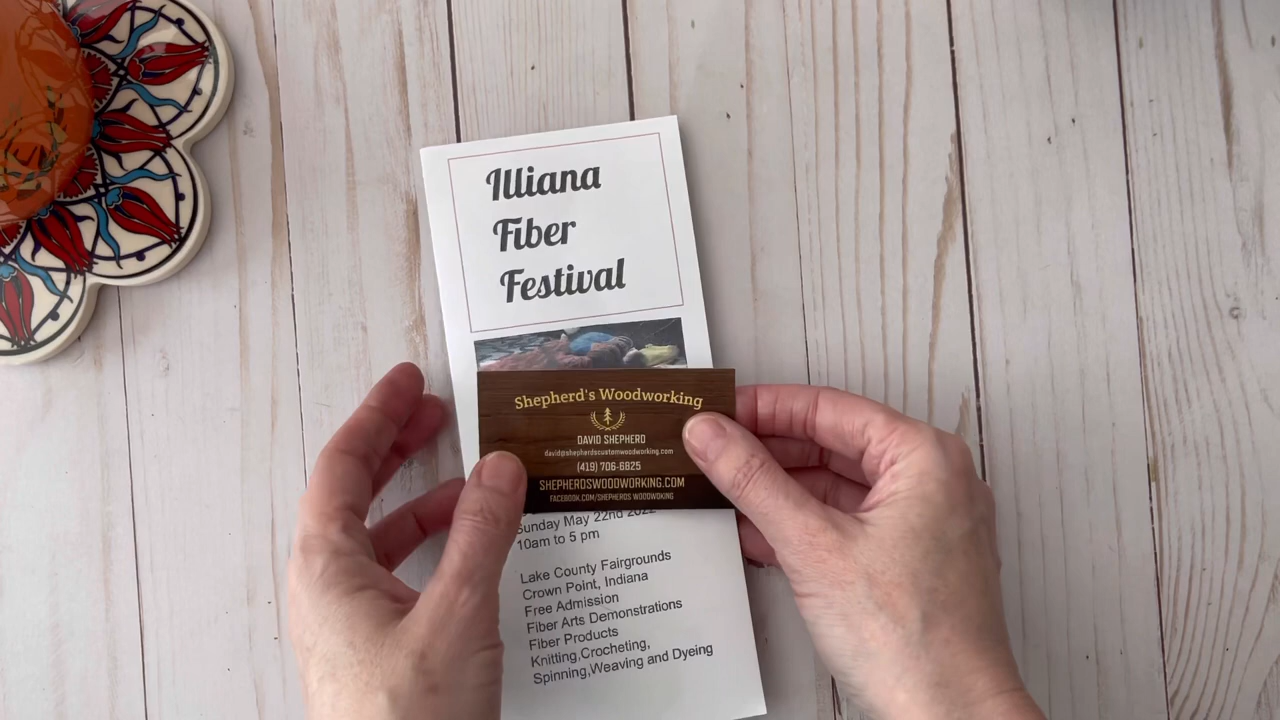 Illiana
Fiber
Festival
Shepherd's Woodworking
DAVID SHEPHERD
david@shepherdscustomwoodworking.com
(419) 706-6825
SHEPHERDSWOODWORKING.COM
FACEBOOK.COM/SHEPHERDS WOODWOKING
Sunday May 22nd 2022
10am to 5 pm
Lake County Fairgrounds
Crown Point, Indiana
Free Admission
Fiber Arts Demonstrations
Fiber Products
Knitting,Crocheting,
Spinning,Weaving and Dyeing